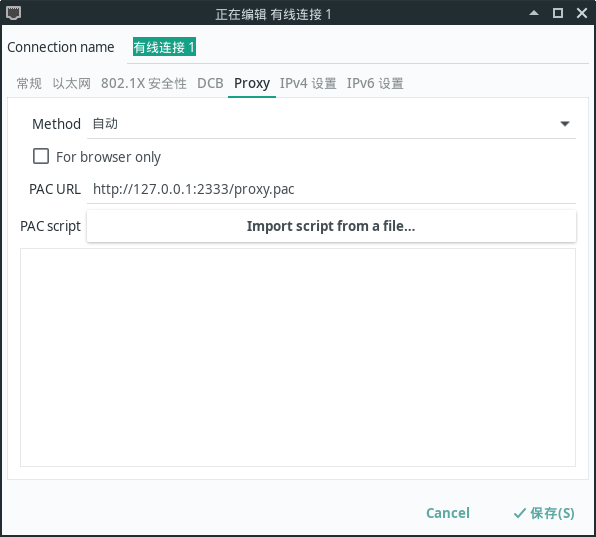 正在编辑 有线连接 1
Connection name 有线连接 1
常规 以太网 802.1X 安全性 DCB Proxy IPv4 设置 IPv6 设置
Method 自动
For browser only
PAC URL http://127.0.0.1:2333/proxy.pac
PAC script Import script from a file...
Cancel 保存(S)